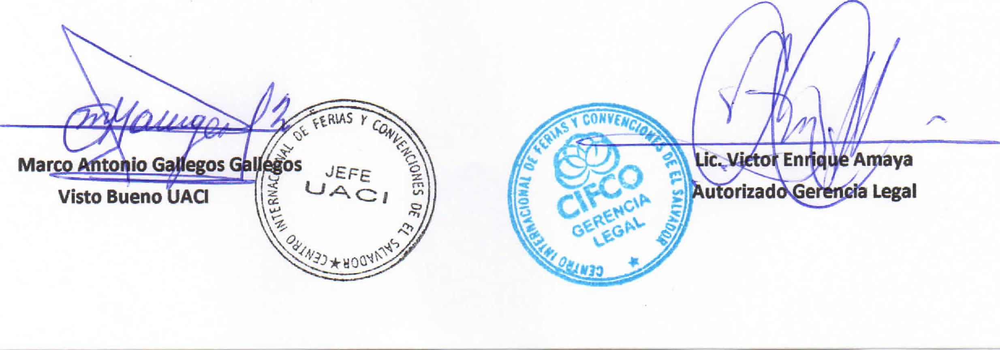 Marco Antonio Gallegos Gallegos
Visto Bueno UACI
CENTRO INTERNACIONAL DE FERIAS Y CONVENCIONES DE EL SALVADOR ★
JEFE
UACI
CENTRO INTERNACIONAL DE FERIAS Y CONVENCIONES DE EL SALVADOR ★
CIFCO
GERENCIA
LEGAL
Lic. Victor Enrique Amaya
Autorizado Gerencia Legal